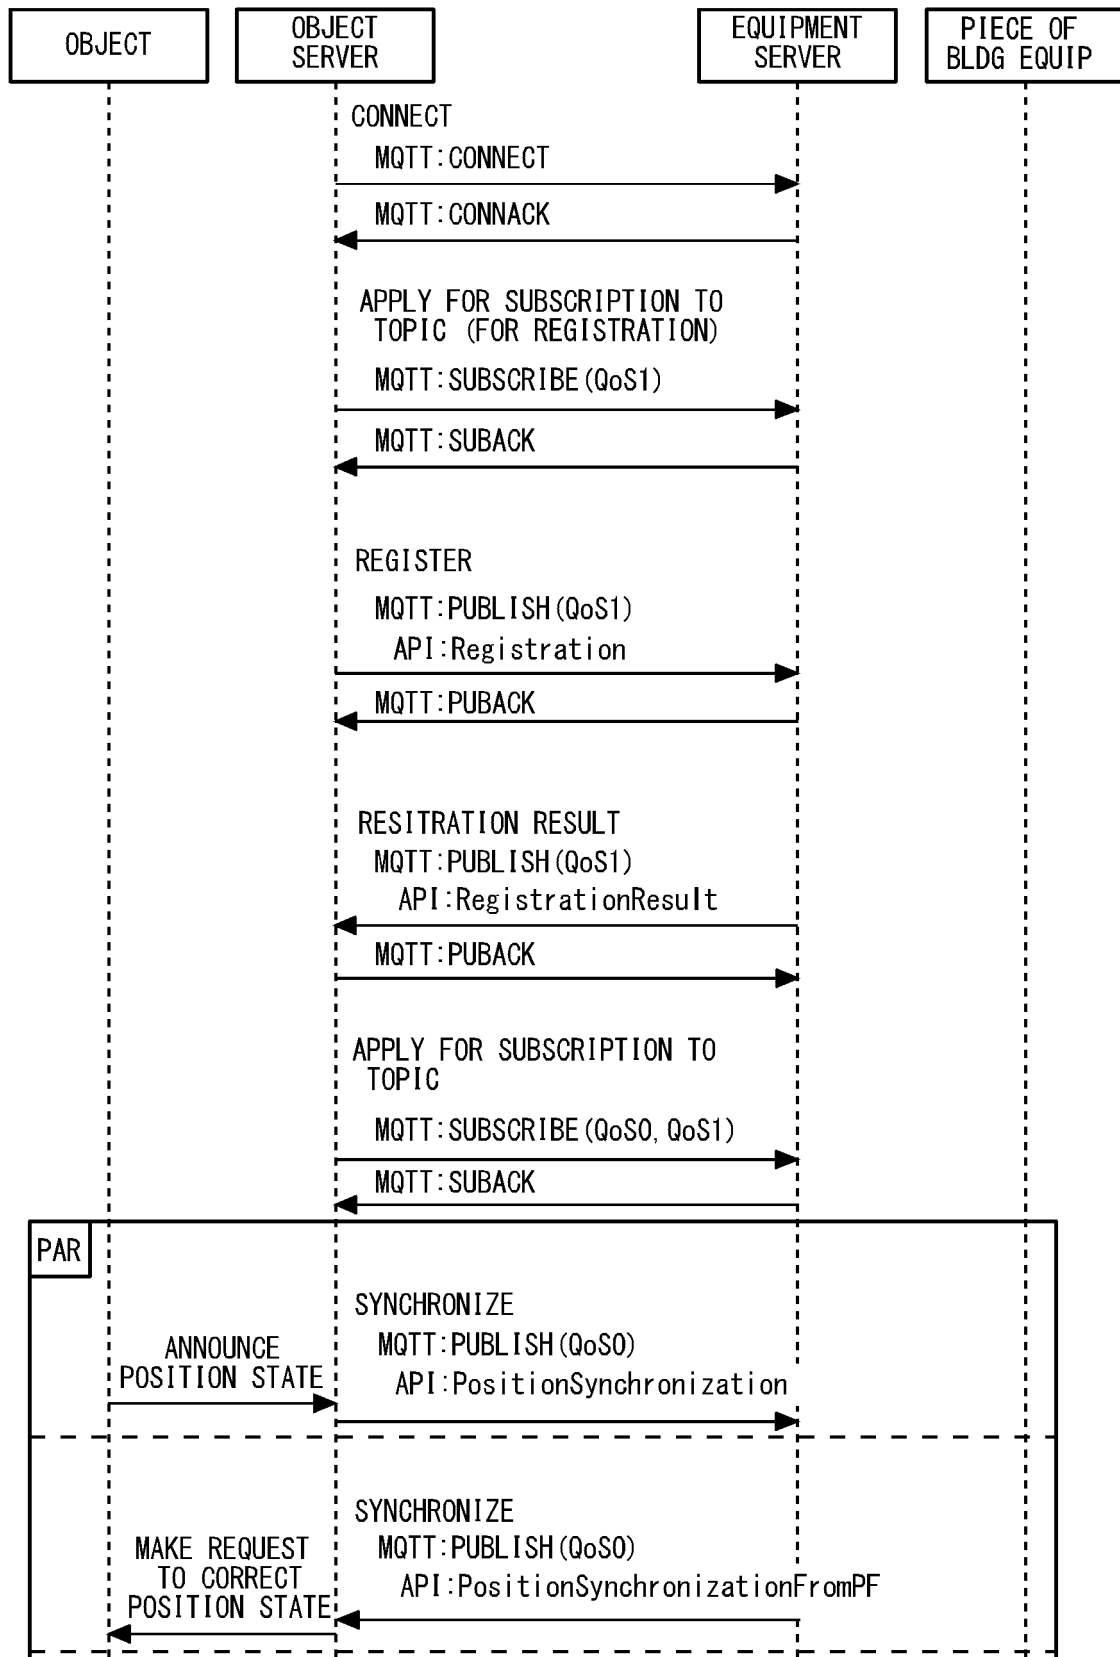 OBJECT
OBJECT
SERVER
EQUIPMENT
SERVER
PIECE OF
BLDG EQUIP
CONNECT
MQTT:CONNECT
MQTT:CONNACK
APPLY FOR SUBSCRIPTION TO
TOPIC (FOR REGISTRATION)
MQTT:SUBSCRIBE(QoS1)
MQTT:SUBACK
REGISTER
MQTT:PUBLISH(QoS1)
API:Registration
MQTT:PUBACK
RESITRATION RESULT
MQTT:PUBLISH(QoS1)
API:RegistrationResult
MQTT:PUBACK
APPLY FOR SUBSCRIPTION TO
TOPIC
MQTT:SUBSCRIBE(QoS0,QoS1)
MQTT:SUBACK
PAR
ANNOUNCE
POSITION STATE
SYNCHRONIZE
MQTT:PUBLISH(QoS0)
API:PositionSynchronization
MAKE REQUEST
TO CORRECT
POSITION STATE
SYNCHRONIZE
MQTT:PUBLISH(QoS0)
API:PositionSynchronizationFromPF